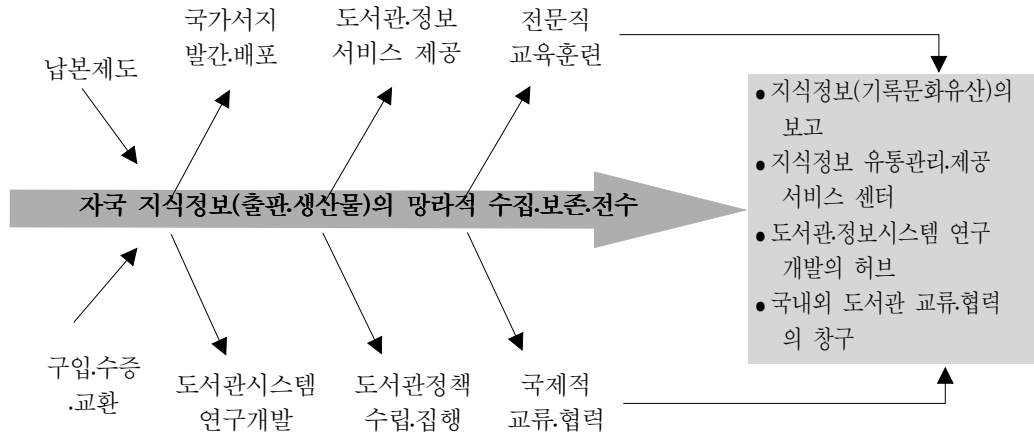 국가서지
발간.배포
도서관.정보
서비스 제공
전문직
교육훈련
납본제도
자국 지식정보(출판.생산물)의 망라적 수집.보존.전수
구입.수증
.교환
도서관시스템
연구개발
도서관정책
수립.집행
국제적
교류.협력
● 지식정보(기록문화유산)의
보고
● 지식정보 유통관리.제공
서비스 센터
● 도서관.정보시스템 연구
개발의 허브
● 국내외 도서관 교류.협력
의 창구